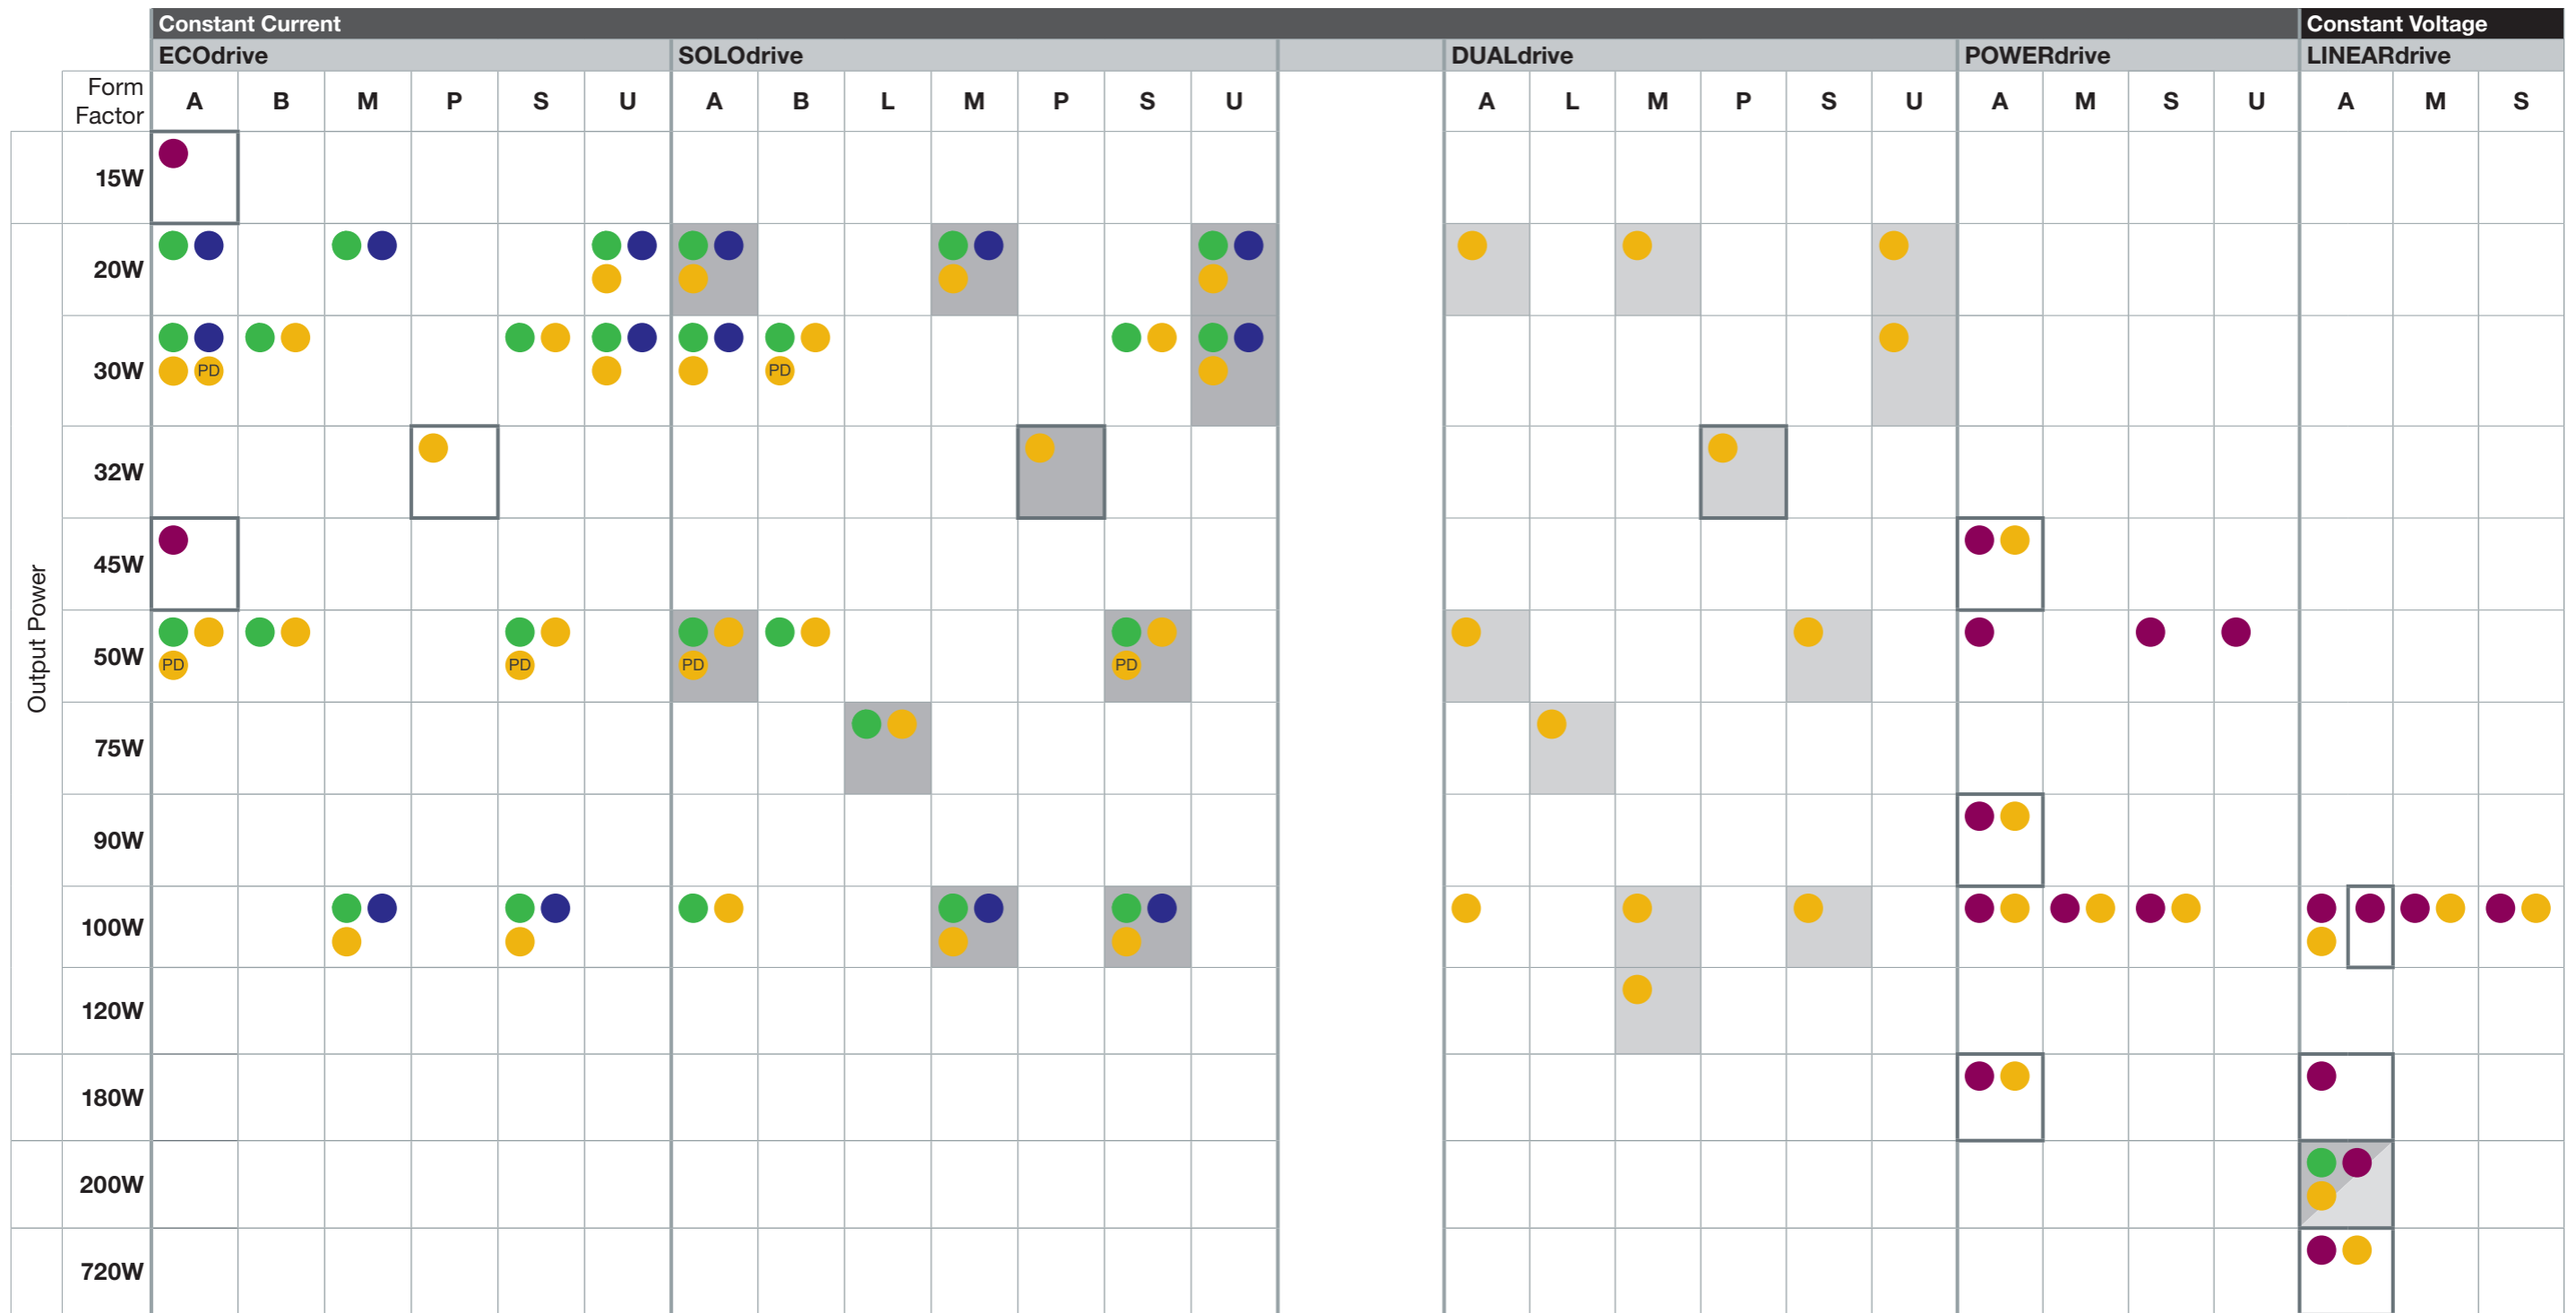 Constant Current Constant Voltage
ECOdrive SOLOdrive DUALdrive POWERdrive LINEARdrive
Form
Factor
A B M P S U A B L M P S U A L M P S U A M S U A M S
15W
20W
30W PD PD
32W
45W
Output Power
50W PD PD PD PD
75W
90W
100W
120W
180W
200W
720W